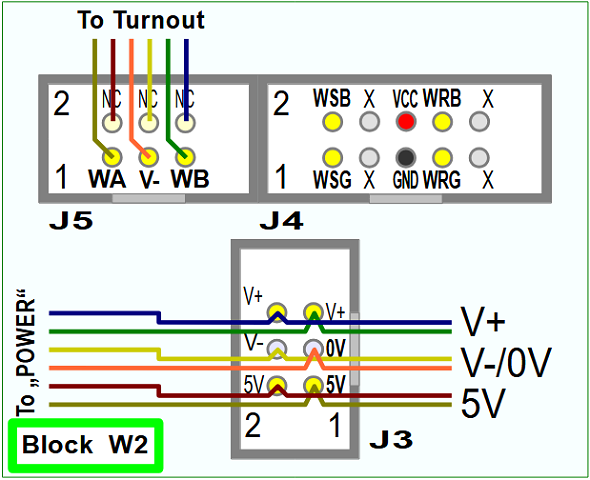 To Turnout
2 NC NC NC
1 WA V- WB
J5
2 WSB X VCC WRB X
1 WSG X GND WRG X
J4
V+ V+
V- 0V
5V 5V
2 1
J3
To „POWER“
V+
V-/0V
5V
Block W2